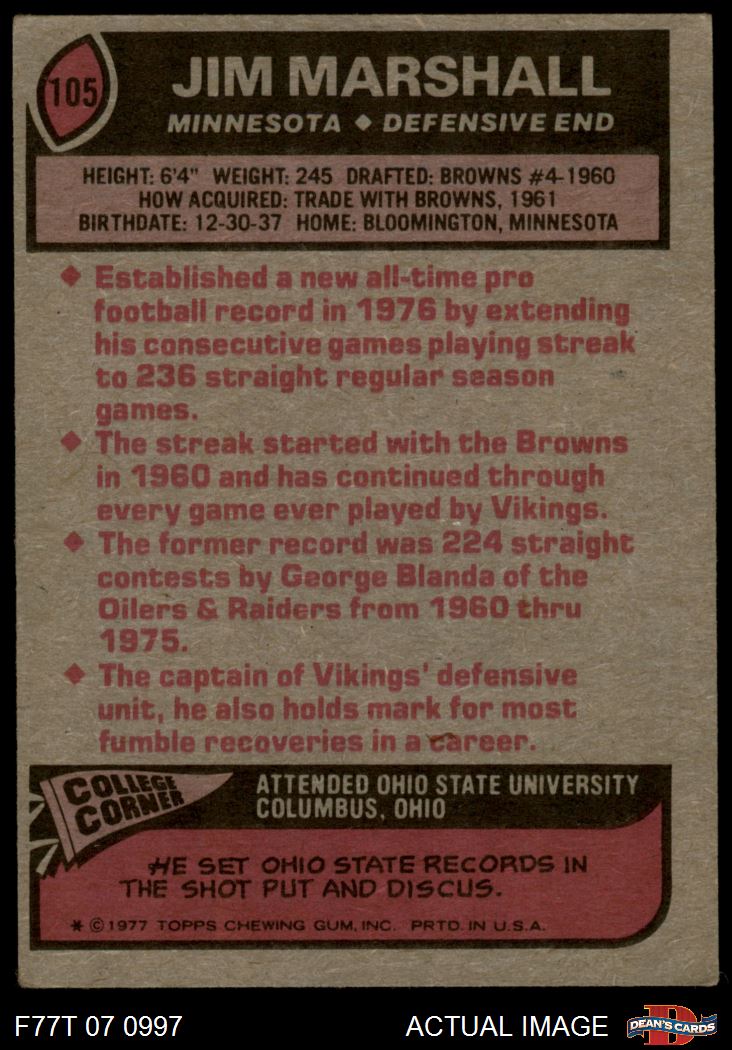 105
JIM MARSHALL
MINNESOTA ◆ DEFENSIVE END
HEIGHT: 6'4" WEIGHT: 245 DRAFTED: BROWNS #4-1960
HOW ACQUIRED: TRADE WITH BROWNS, 1961
BIRTHDATE: 12-30-37 HOME: BLOOMINGTON, MINNESOTA
◆ Established a new all-time pro
football record in 1976 by extending
his consecutive games playing streak
to 236 straight regular season
games.
◆ The streak started with the Browns
in 1960 and has continued through
every game ever played by Vikings.
◆ The former record was 224 straight
contests by George Blanda of the
Oilers & Raiders from 1960 thru
1975.
◆ The captain of Vikings' defensive
unit, he also holds mark for most
fumble recoveries in a career.
COLLEGE
CORNER
ATTENDED OHIO STATE UNIVERSITY
COLUMBUS, OHIO
HE SET OHIO STATE RECORDS IN
THE SHOT PUT AND DISCUS.
* © 1977 TOPPS CHEWING GUM, INC. PRTD. IN U.S.A.
F77T 07 0997
ACTUAL IMAGE
D
DEAN'S CARDS